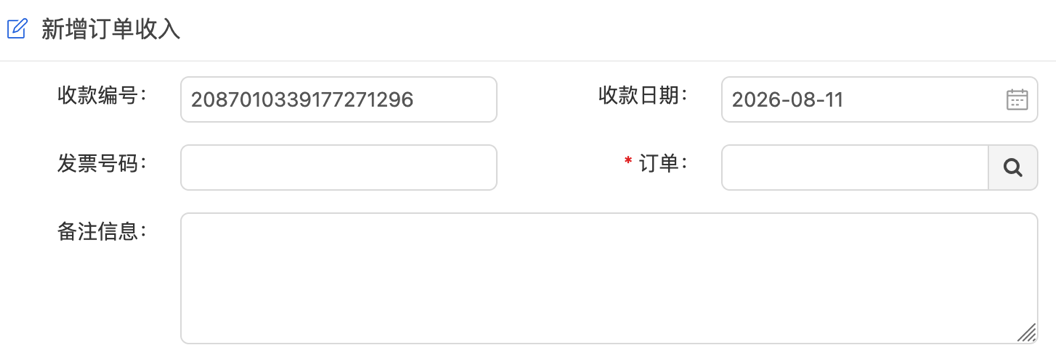 新增订单收入
收款编号： 2087010339177271296 收款日期： 2026-08-11
发票号码： * 订单：
备注信息：